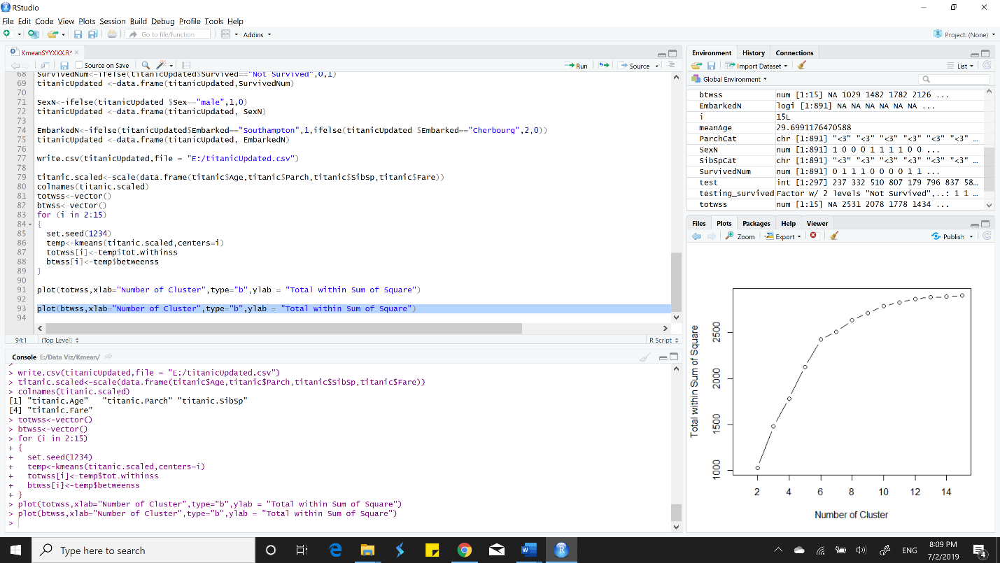 RStudio
File Edit Code View Plots Session Build Debug Profile Tools Help
Go to file/function
Addins
Project: (None)
KmeanSYYXXX.R*
Source on Save
Run
Source
68 SurvivedNum<-ifelse(titanicUpdated$Survived=="Not Survived",0,1)
69 titanicUpdated <-data.frame(titanicUpdated,SurvivedNum)
70
71 SexN<-ifelse(titanicUpdated $Sex=="male",1,0)
72 titanicUpdated <-data.frame(titanicUpdated, SexN)
73
74 EmbarkedN<-ifelse(titanicUpdated$Embarked=="Southampton",1,ifelse(titanicUpdated $Embarked=="Cherbourg",2,0))
75 titanicUpdated <-data.frame(titanicUpdated, EmbarkedN)
76
77 write.csv(titanicUpdated,file = "E:/titanicUpdated.csv")
78
79 titanic.scaled<-scale(data.frame(titanic$Age,titanic$Parch,titanic$SibSp,titanic$Fare))
80 colnames(titanic.scaled)
81 totwss<-vector()
82 btwss<-vector()
83 for (i in 2:15)
84 {
85 set.seed(1234)
86 temp<-kmeans(titanic.scaled,centers=i)
87 totwss[i]<-temp$tot.withinss
88 btwss[i]<-temp$betweenss
89 }
90
91 plot(totwss,xlab="Number of Cluster",type="b",ylab = "Total within Sum of Square")
92
93 plot(btwss,xlab="Number of Cluster",type="b",ylab = "Total within Sum of Square")
94
94:1 (Top Level) R Script
Console E:/Data Viz/Kmean/
>
> write.csv(titanicUpdated,file = "E:/titanicUpdated.csv")
> titanic.scaled<-scale(data.frame(titanic$Age,titanic$Parch,titanic$SibSp,titanic$Fare))
> colnames(titanic.scaled)
[1] "titanic.Age" "titanic.Parch" "titanic.SibSp"
[4] "titanic.Fare"
> totwss<-vector()
> btwss<-vector()
> for (i in 2:15)
+ {
+ set.seed(1234)
+ temp<-kmeans(titanic.scaled,centers=i)
+ totwss[i]<-temp$tot.withinss
+ btwss[i]<-temp$betweenss
+ }
> plot(totwss,xlab="Number of Cluster",type="b",ylab = "Total within Sum of Square")
> plot(btwss,xlab="Number of Cluster",type="b",ylab = "Total within Sum of Square")
>
Environment History Connections
Import Dataset
List
Global Environment
btwss num [1:15] NA 1029 1482 1782 2126 ...
EmbarkedN logi [1:891] NA NA NA NA NA NA ...
i 15L
meanAge 29.6991176470588
ParchCat chr [1:891] "<3" "<3" "<3" "<3" "<3" "<3" ...
SexN num [1:891] 1 0 0 0 1 1 1 1 0 0 ...
SibSpCat chr [1:891] "<3" "<3" "<3" "<3" "<3" "<3" ...
SurvivedNum num [1:891] 0 1 1 1 0 0 0 0 1 1 ...
test int [1:297] 237 332 510 807 179 796 837 58...
testing_survived Factor w/ 2 levels "Not Survived",..: 1 1 ...
totwss num [1:15] NA 2531 2078 1778 1434 ...
Files Plots Packages Help Viewer
Zoom
Export
Publish
Total within Sum of Square
2500
2000
1500
1000
2 4 6 8 10 12 14
Number of Cluster
Type here to search
ENG
8:09 PM
7/2/2019
4